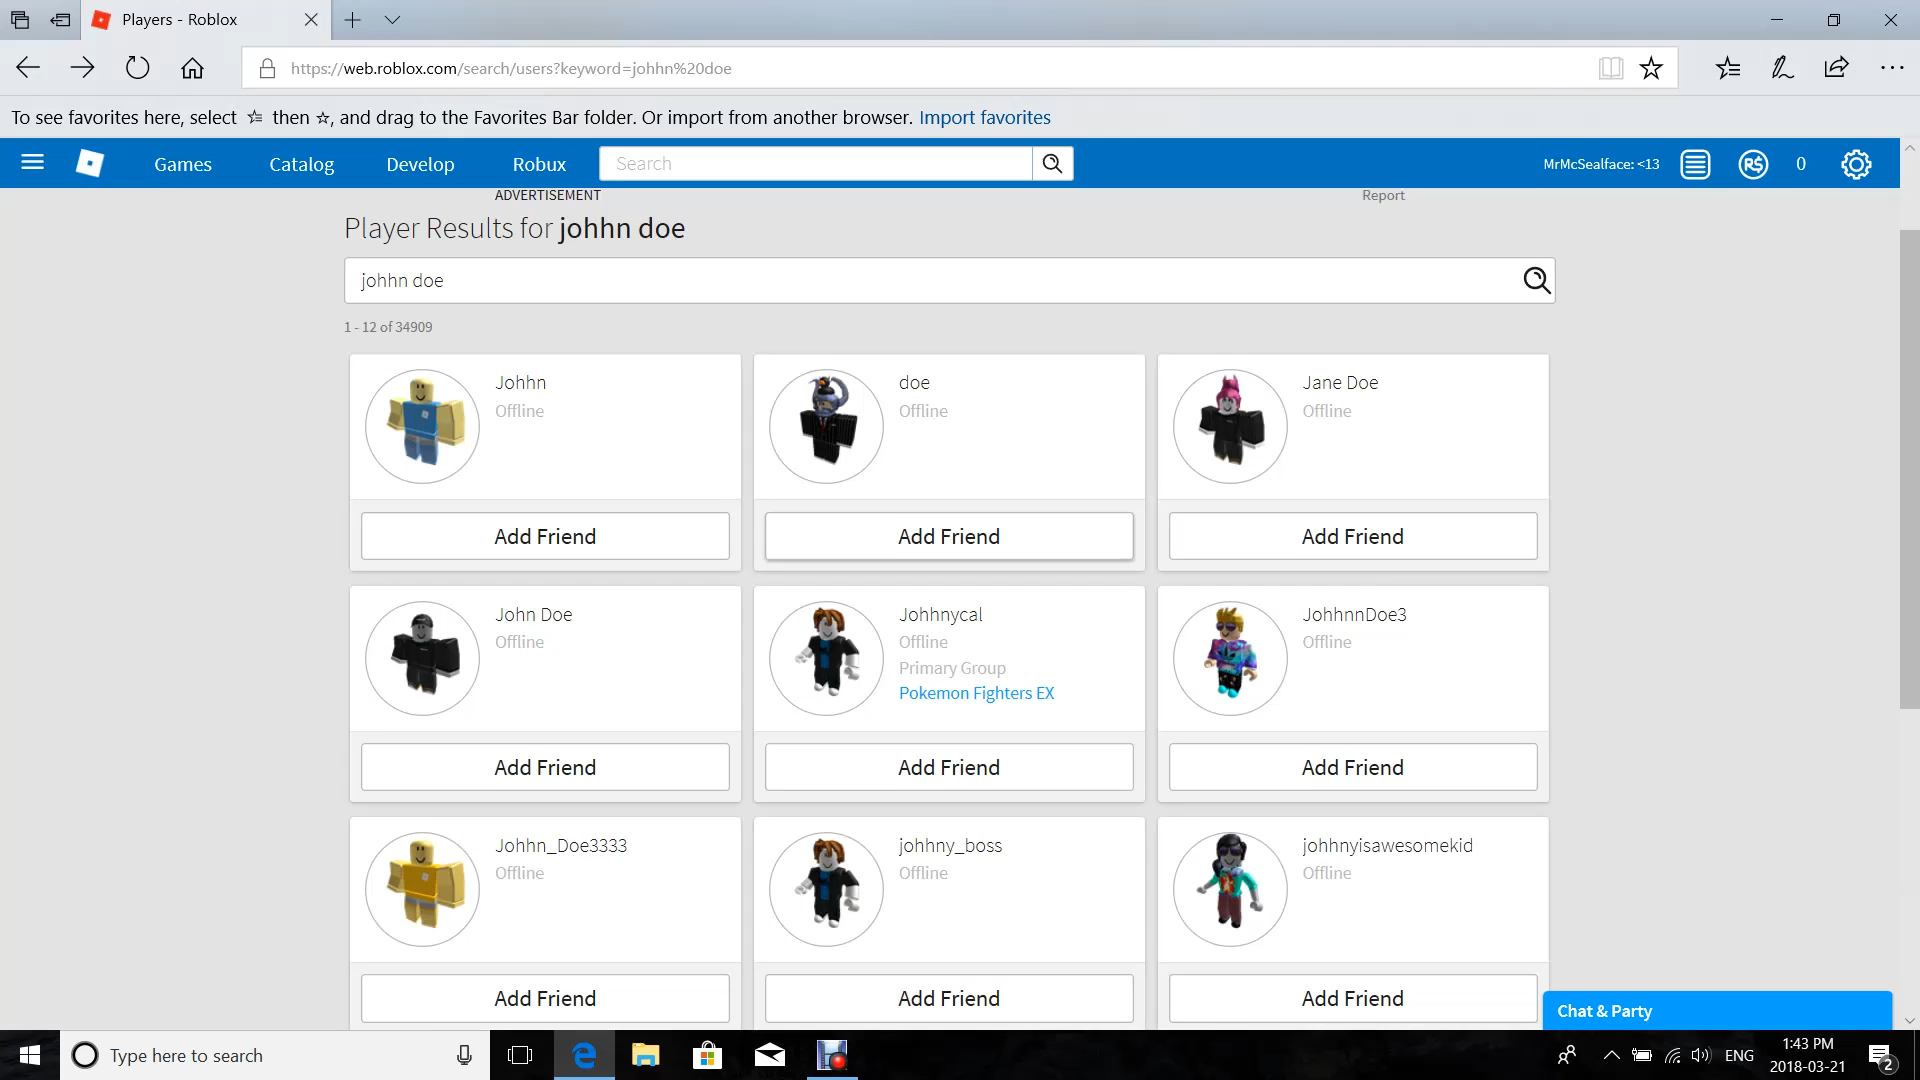 Players - Roblox
https://web.roblox.com/search/users?keyword=johhn%20doe
To see favorites here, select then , and drag to the Favorites Bar folder. Or import from another browser. Import favorites
Games Catalog Develop Robux Search MrMcSealface: <13 R$ 0
ADVERTISEMENT Report
Player Results for johhn doe
johhn doe
1 - 12 of 34909
Johhn doe Jane Doe
Offline Offline Offline
Add Friend Add Friend Add Friend
John Doe Johhnycal JohhnnDoe3
Offline Offline Offline
Primary Group
Pokemon Fighters EX
Add Friend Add Friend Add Friend
Johhn_Doe3333 johhny_boss johhnyisawesomekid
Offline Offline Offline
Add Friend Add Friend Add Friend
Chat & Party
Type here to search ENG 1:43 PM
2018-03-21 2